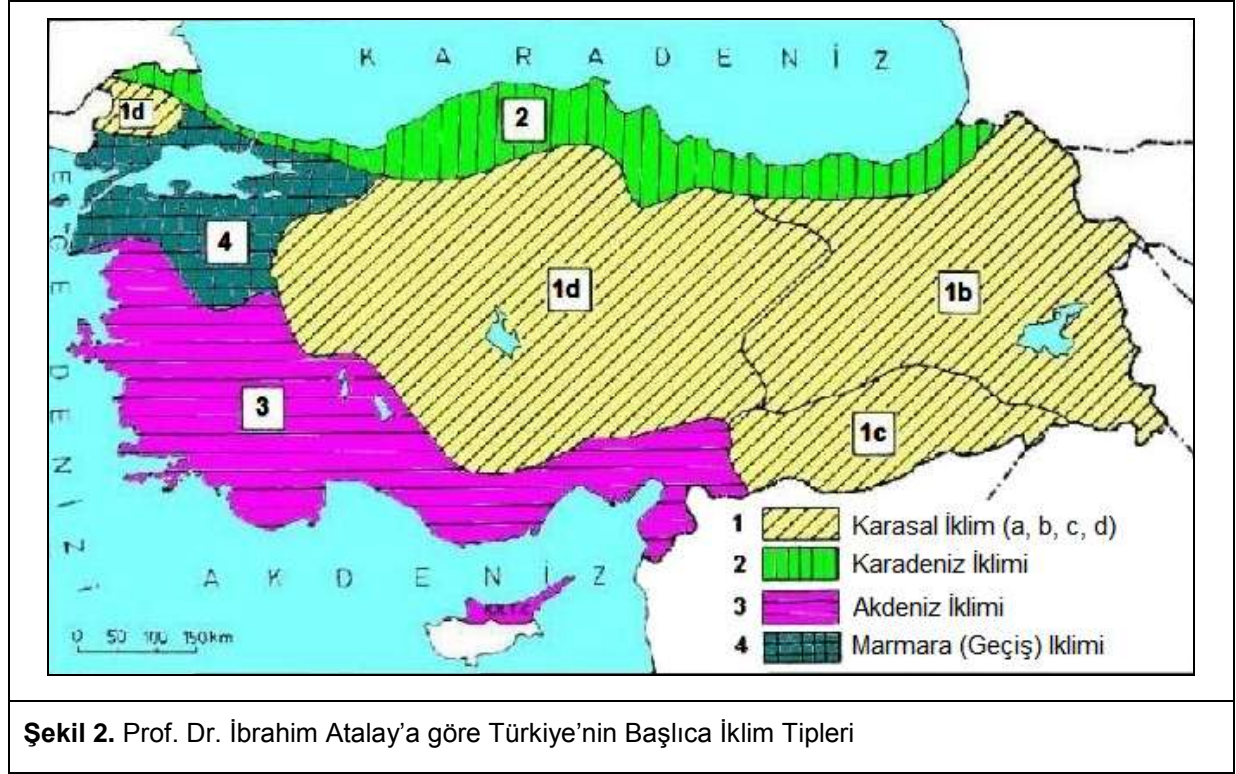 K A R A D E N İ Z
1d
2
E G E D E N İ Z İ
4
1d
1b
3
1c
1 Karasal İklim (a, b, c, d)
2 Karadeniz İklimi
A K D E N İ Z
3 Akdeniz İklimi
KKTC
0 50 100 150km
4 Marmara (Geçiş) Iklimi
Şekil 2. Prof. Dr. İbrahim Atalay’a göre Türkiye’nin Başlıca İklim Tipleri